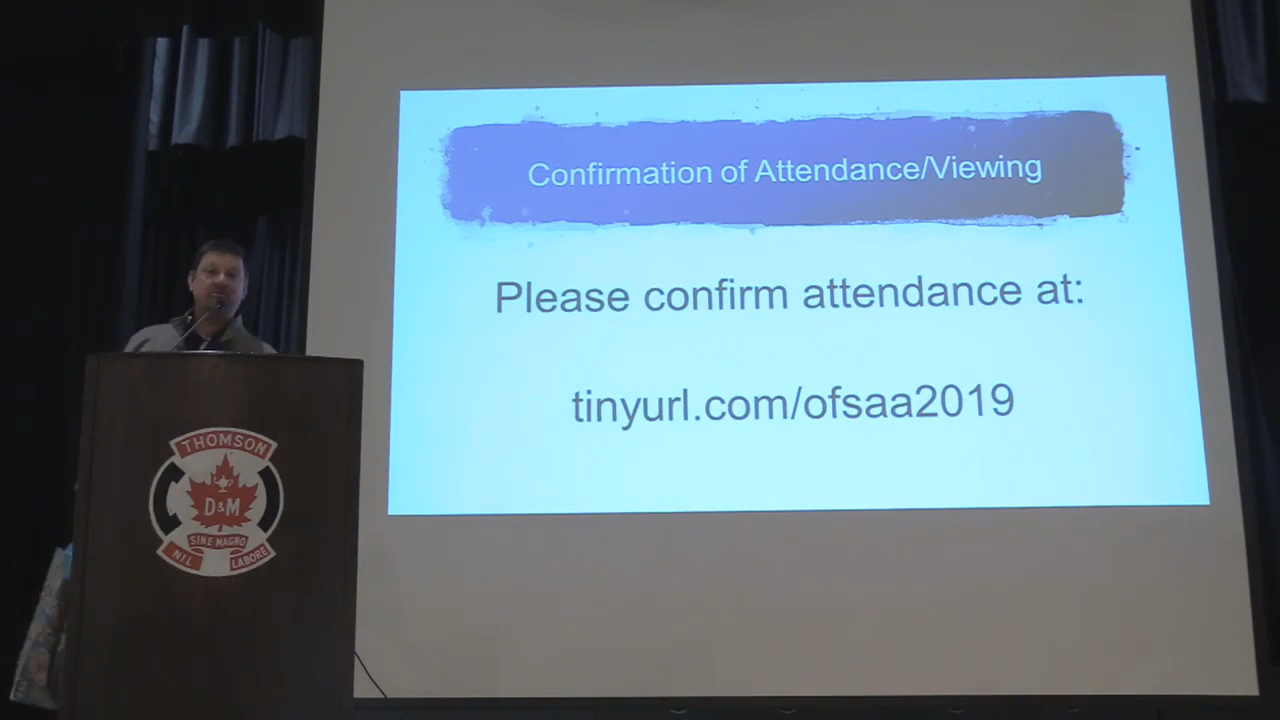 Confirmation of Attendance/Viewing
Please confirm attendance at:
tinyurl.com/ofsaa2019
THOMSON
D&M
SINE MAGNO
NIL LABORE